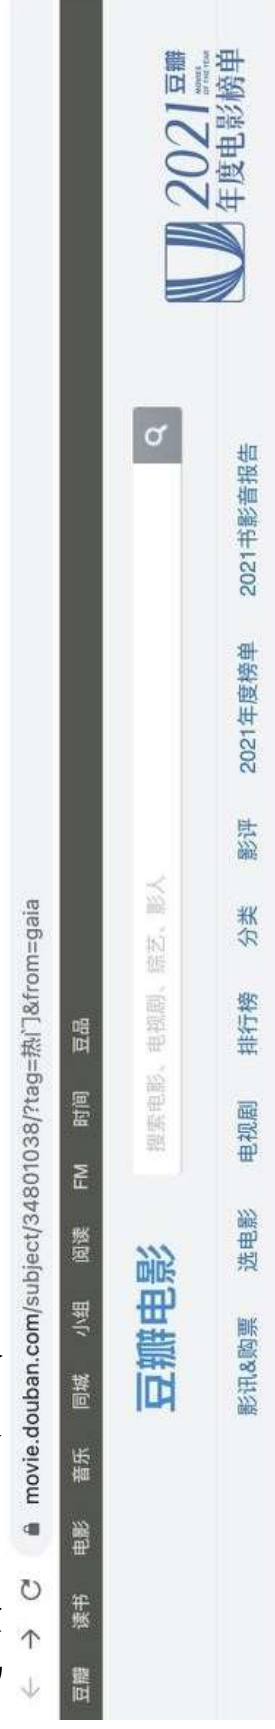 movie.douban.com/subject/34801038/?tag=热门&from=gaia
豆瓣 读书 电影 音乐 同城 小组 阅读 FM 时间 豆品
豆瓣电影
搜索电影、电视剧、综艺、影人
2021 豆瓣
MOVIES
OF THE YEAR
年度电影榜单
影讯&购票 选电影 电视剧 排行榜 分类 影评 2021年度榜单 2021书影音报告